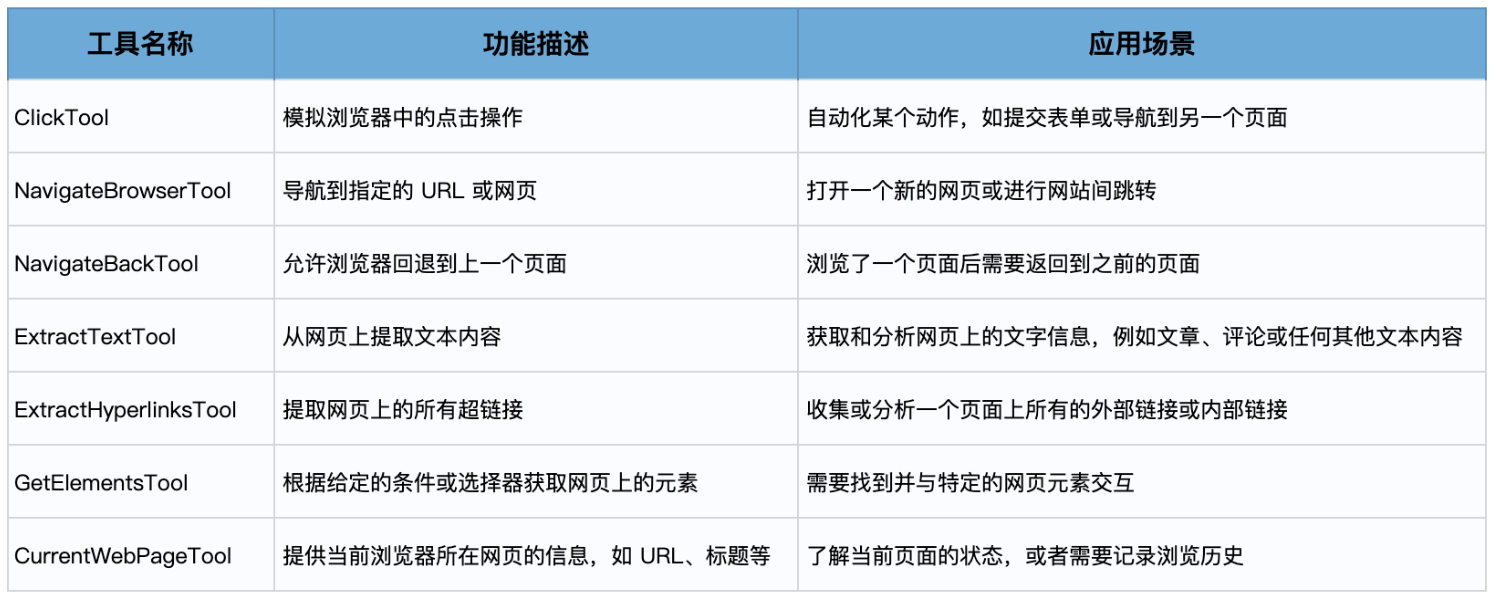 工具名称 功能描述 应用场景
ClickTool 模拟浏览器中的点击操作 自动化某个动作，如提交表单或导航到另一个页面
NavigateBrowserTool 导航到指定的 URL 或网页 打开一个新的网页或进行网站间跳转
NavigateBackTool 允许浏览器回退到上一个页面 浏览了一个页面后需要返回到之前的页面
ExtractTextTool 从网页上提取文本内容 获取和分析网页上的文字信息，例如文章、评论或任何其他文本内容
ExtractHyperlinksTool 提取网页上的所有超链接 收集或分析一个页面上所有的外部链接或内部链接
GetElementsTool 根据给定的条件或选择器获取网页上的元素 需要找到并与特定的网页元素交互
CurrentWebPageTool 提供当前浏览器所在网页的信息，如 URL、标题等 了解当前页面的状态，或者需要记录浏览历史